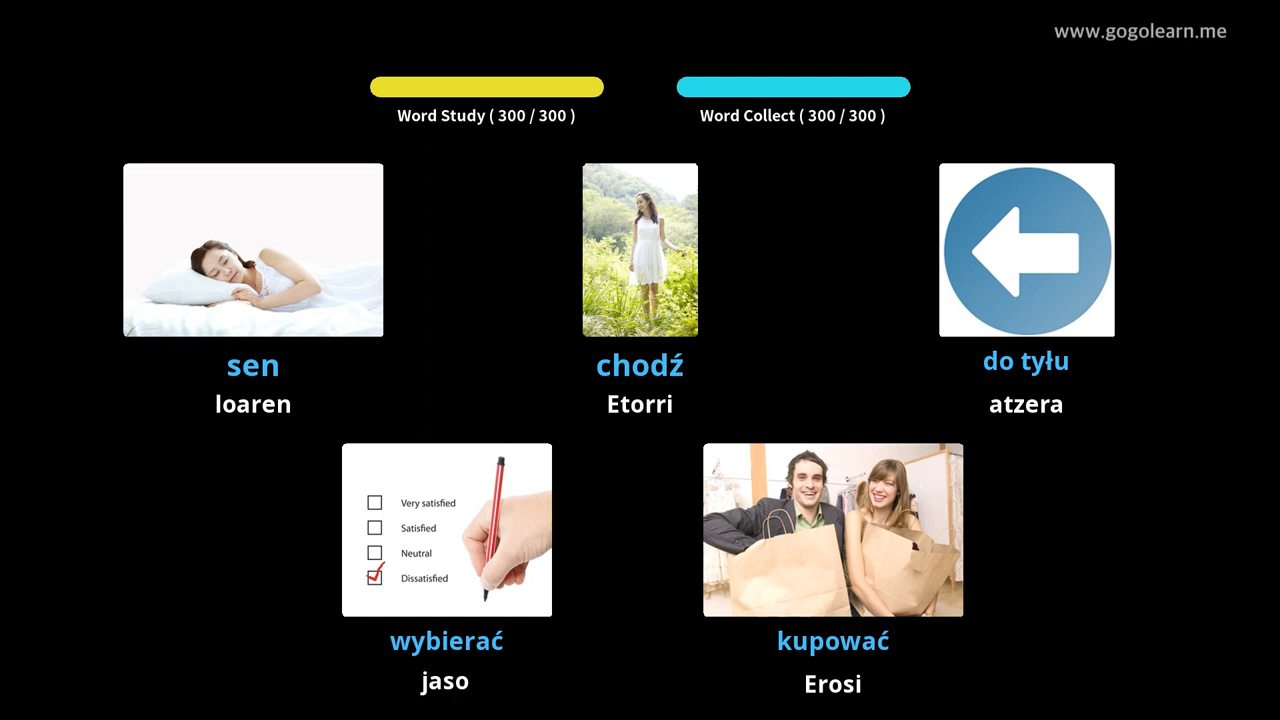 www.gogolearn.me
Word Study ( 300 / 300 )
Word Collect ( 300 / 300 )
sen
loaren
chodź
Etorri
do tyłu
atzera
Very satisfied
Satisfied
Neutral
Dissatisfied
wybierać
jaso
kupować
Erosi